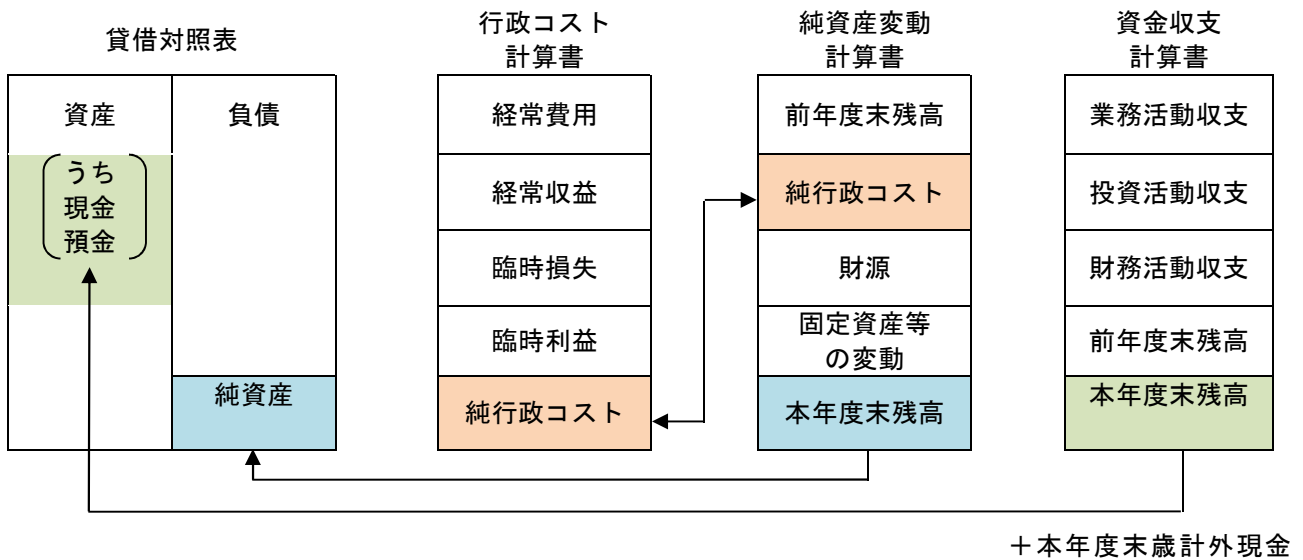 貸借対照表
資産
負債
うち
現金
預金
純資産
行政コスト
計算書
経常費用
経常収益
臨時損失
臨時利益
純行政コスト
純資産変動
計算書
前年度末残高
純行政コスト
財源
固定資産等
の変動
本年度末残高
資金収支
計算書
業務活動収支
投資活動収支
財務活動収支
前年度末残高
本年度末残高
＋本年度末歳計外現金